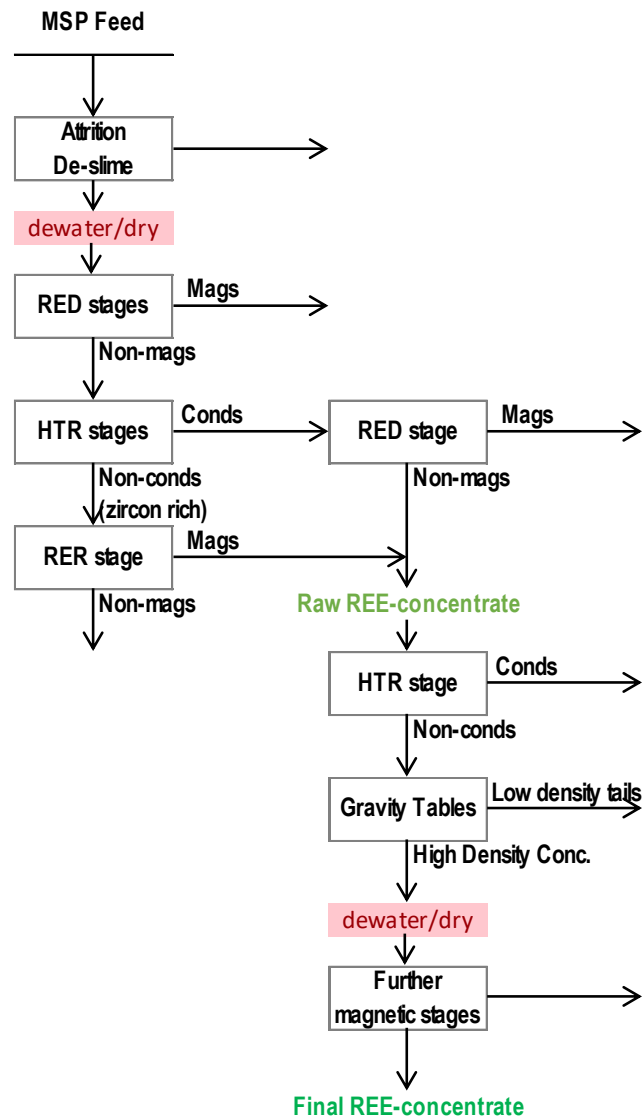 MSP Feed
Attrition
De-slime
dewater/dry
RED stages
Mags
Non-mags
HTR stages
Conds
RED stage
Mags
Non-conds
(zircon rich)
Non-mags
RER stage
Mags
Non-mags
Raw REE-concentrate
HTR stage
Conds
Non-conds
Gravity Tables
Low density tails
High Density Conc.
dewater/dry
Further
magnetic stages
Final REE-concentrate